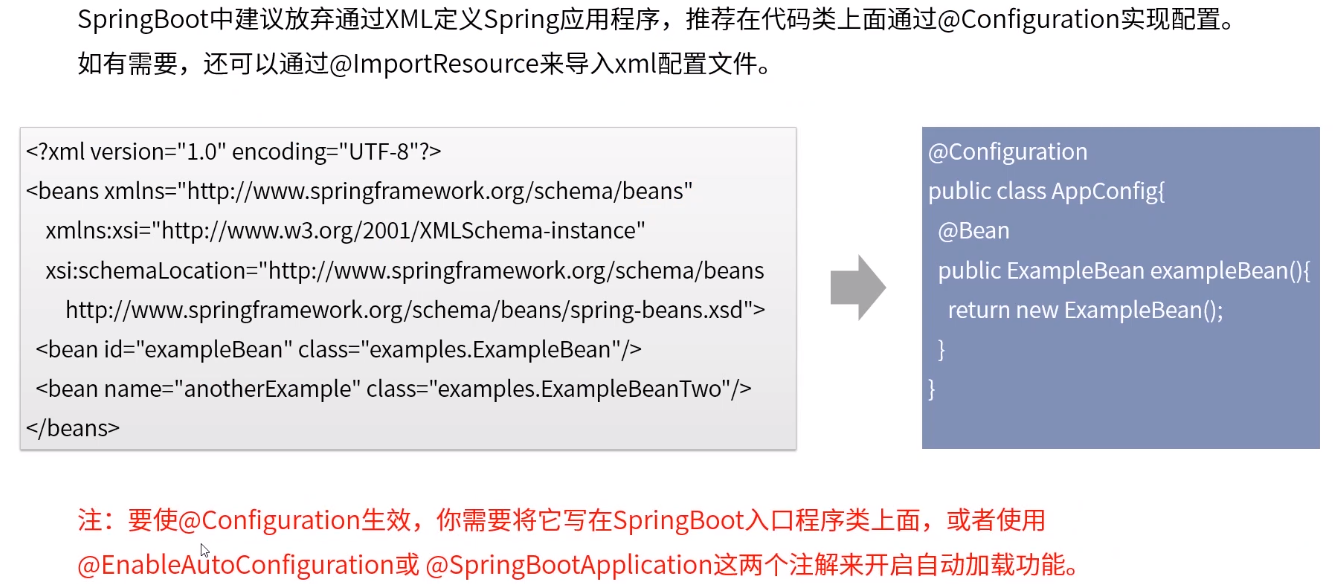 SpringBoot中建议放弃通过XML定义Spring应用程序，推荐在代码类上面通过@Configuration实现配置。
如有需要，还可以通过@ImportResource来导入xml配置文件。
<?xml version="1.0" encoding="UTF-8"?>
<beans xmlns="http://www.springframework.org/schema/beans"
xmlns:xsi="http://www.w3.org/2001/XMLSchema-instance"
xsi:schemaLocation="http://www.springframework.org/schema/beans
http://www.springframework.org/schema/beans/spring-beans.xsd">
<bean id="exampleBean" class="examples.ExampleBean"/>
<bean name="anotherExample" class="examples.ExampleBeanTwo"/>
</beans>
@Configuration
public class AppConfig{
@Bean
public ExampleBean exampleBean(){
return new ExampleBean();
}
}
注：要使@Configuration生效，你需要将它写在SpringBoot入口程序类上面，或者使用
@EnableAutoConfiguration或 @SpringBootApplication这两个注解来开启自动加载功能。